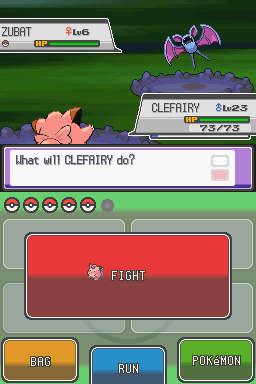 ZUBAT ♀Lv6
HP
CLEFAIRY ♂Lv23
HP
73/73
What will CLEFAIRY do?
FIGHT
BAG
RUN
POKéMON